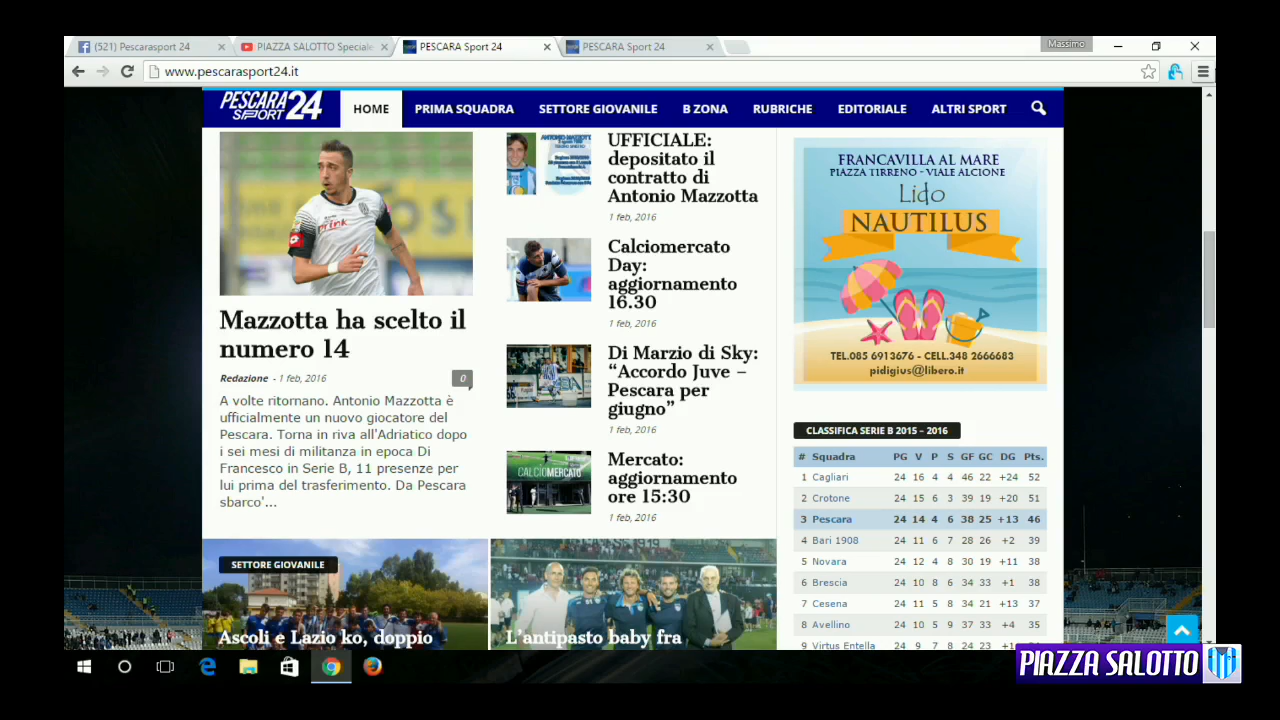 (521) Pescarasport 24
PIAZZA SALOTTO Speciale
PESCARA Sport 24
PESCARA Sport 24
Massimo
www.pescarasport24.it
PESCARA SPORT 24
HOME
PRIMA SQUADRA
SETTORE GIOVANILE
B ZONA
RUBRICHE
EDITORIALE
ALTRI SPORT
Mazzotta ha scelto il
numero 14
Redazione - 1 feb, 2016
0
A volte ritornano. Antonio Mazzotta è
ufficialmente un nuovo giocatore del
Pescara. Torna in riva all'Adriatico dopo
i sei mesi di militanza in epoca Di
Francesco in Serie B, 11 presenze per
lui prima del trasferimento. Da Pescara
sbarco'...
UFFICIALE:
depositato il
contratto di
Antonio Mazzotta
1 feb, 2016
Calciomercato
Day:
aggiornamento
16.30
1 feb, 2016
Di Marzio di Sky:
“Accordo Juve –
Pescara per
giugno”
1 feb, 2016
CALCIOMERCATO
Mercato:
aggiornamento
ore 15:30
1 feb, 2016
SETTORE GIOVANILE
Ascoli e Lazio ko, doppio
L'antipasto baby fra
FRANCAVILLA AL MARE
PIAZZA TIRRENO - VIALE ALCIONE
Lido
NAUTILUS
TEL.085 6913676 - CELL.348 2666683
pidigius@libero.it
CLASSIFICA SERIE B 2015 – 2016
# Squadra PG V P S GF GC DG Pts.
1 Cagliari 24 16 4 4 46 22 +24 52
2 Crotone 24 15 6 3 39 19 +20 51
3 Pescara 24 14 4 6 38 25 +13 46
4 Bari 1908 24 11 6 7 28 26 +2 39
5 Novara 24 12 4 8 30 19 +11 38
6 Brescia 24 10 8 6 34 33 +1 38
7 Cesena 24 11 5 8 34 21 +13 37
8 Avellino 24 10 5 9 37 33 +4 35
9 Virtus Entella 24 9 7 8 24 23
PIAZZA SALOTTO